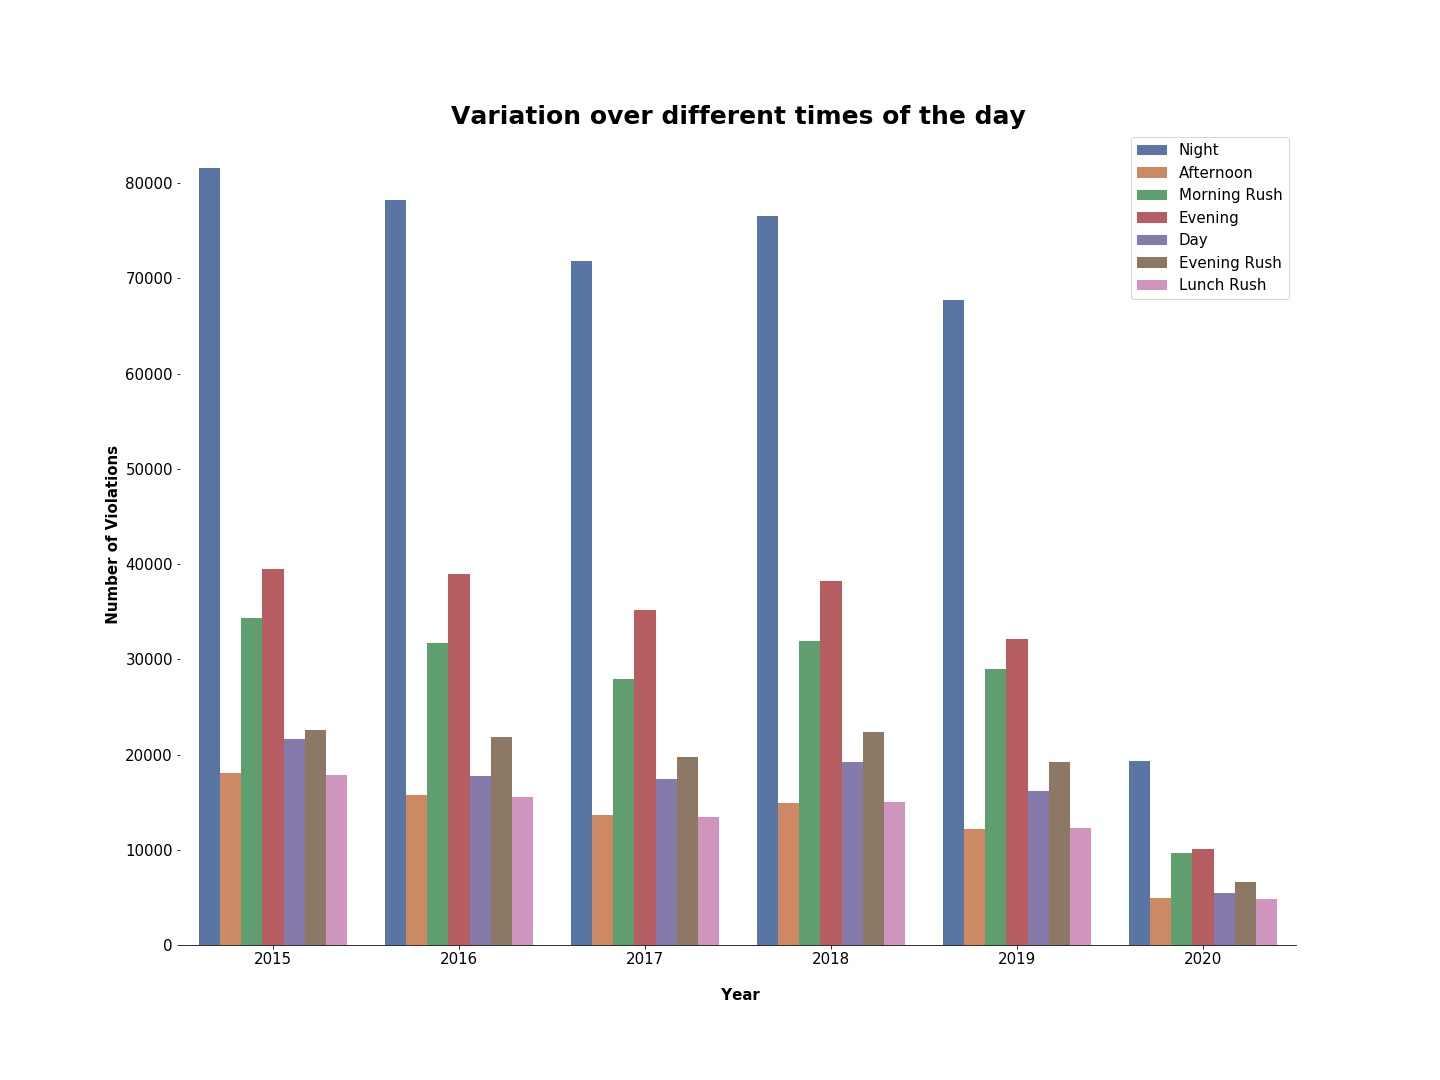 Variation over different times of the day
Night
Afternoon
Morning Rush
Evening
Day
Evening Rush
Lunch Rush
80000
70000
60000
50000
40000
30000
20000
10000
0
Number of Violations
2015 2016 2017 2018 2019 2020
Year